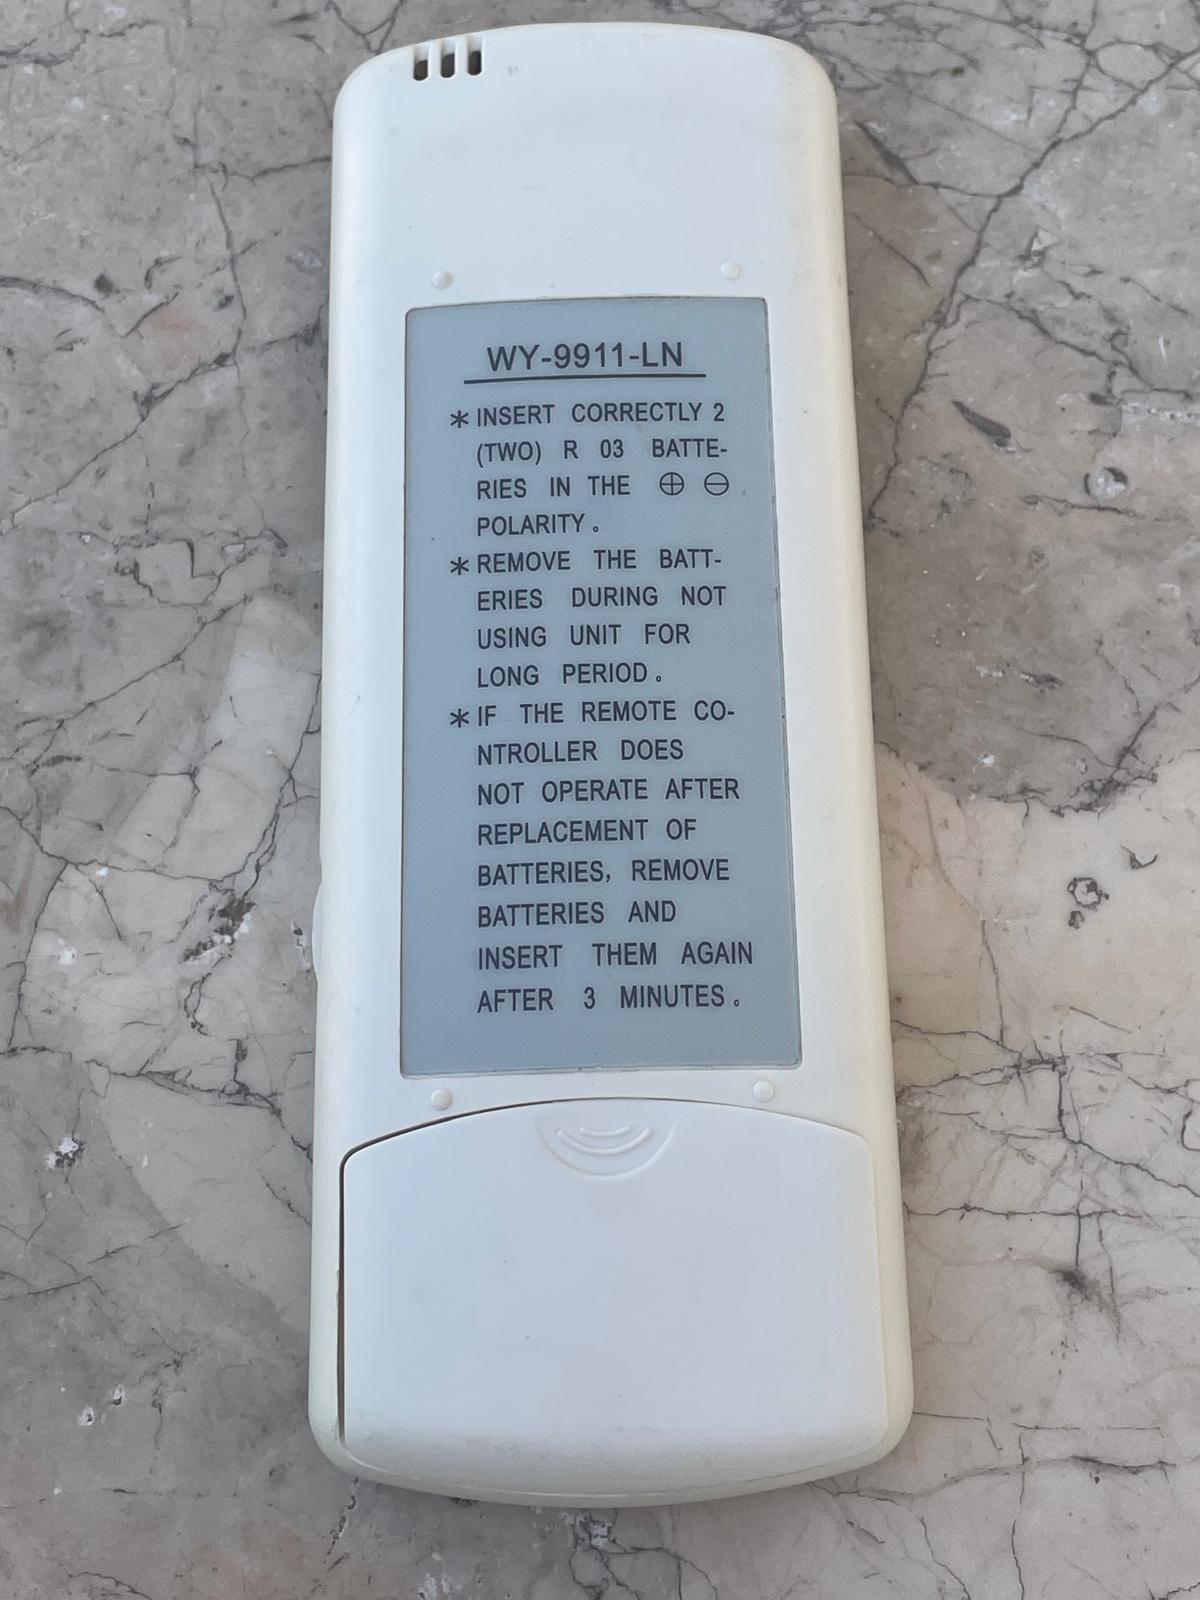 WY-9911-LN
* INSERT CORRECTLY 2
(TWO) R 03 BATTE-
RIES IN THE ⊕ ⊖
POLARITY。
* REMOVE THE BATT-
ERIES DURING NOT
USING UNIT FOR
LONG PERIOD。
* IF THE REMOTE CO-
NTROLLER DOES
NOT OPERATE AFTER
REPLACEMENT OF
BATTERIES, REMOVE
BATTERIES AND
INSERT THEM AGAIN
AFTER 3 MINUTES。